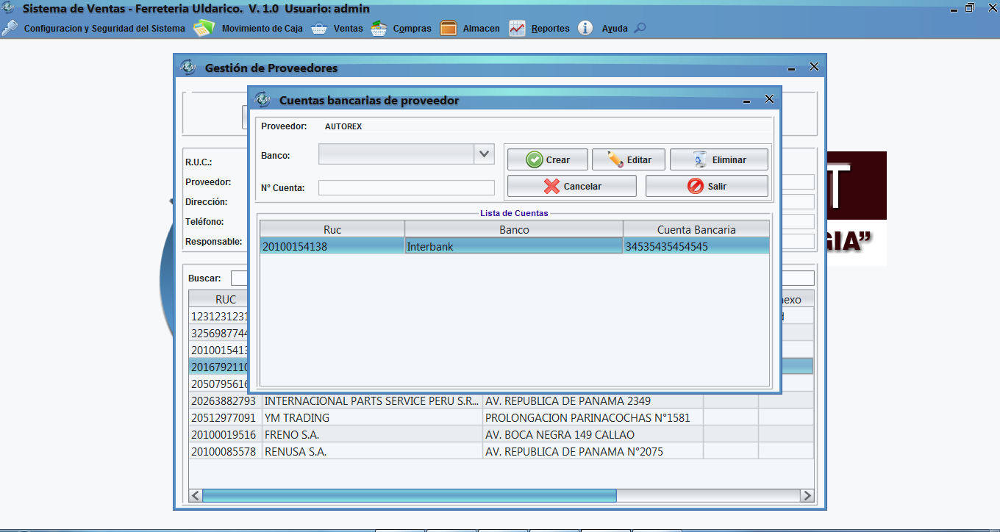 Sistema de Ventas - Ferreteria Uldarico. V. 1.0 Usuario: admin
Configuracion y Seguridad del Sistema Movimiento de Caja Ventas Compras Almacen Reportes Ayuda
Gestión de Proveedores
Cuentas bancarias de proveedor
Proveedor: AUTOREX
Banco:
Crear Editar Eliminar
N° Cuenta:
Cancelar Salir
Lista de Cuentas
Ruc Banco Cuenta Bancaria
20100154138 Interbank 34535435454545
R.U.C.:
Proveedor:
Dirección:
Teléfono:
Responsable:
T
GIA”
Buscar:
RUC exo
1231231231 d
3256987744
2010015413
2016792110
2050795616
20263882793 INTERNACIONAL PARTS SERVICE PERU S.R... AV. REPUBLICA DE PANAMA 2349
20512977091 YM TRADING PROLONGACION PARINACOCHAS N°1581
20100019516 FRENO S.A. AV. BOCA NEGRA 149 CALLAO
20100085578 RENUSA S.A. AV. REPUBLICA DE PANAMA N°2075